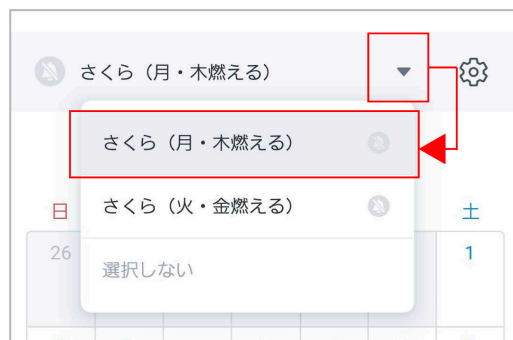 さくら（月・木燃える）
さくら（月・木燃える）
さくら（火・金燃える）
日 土
26 1
選択しない